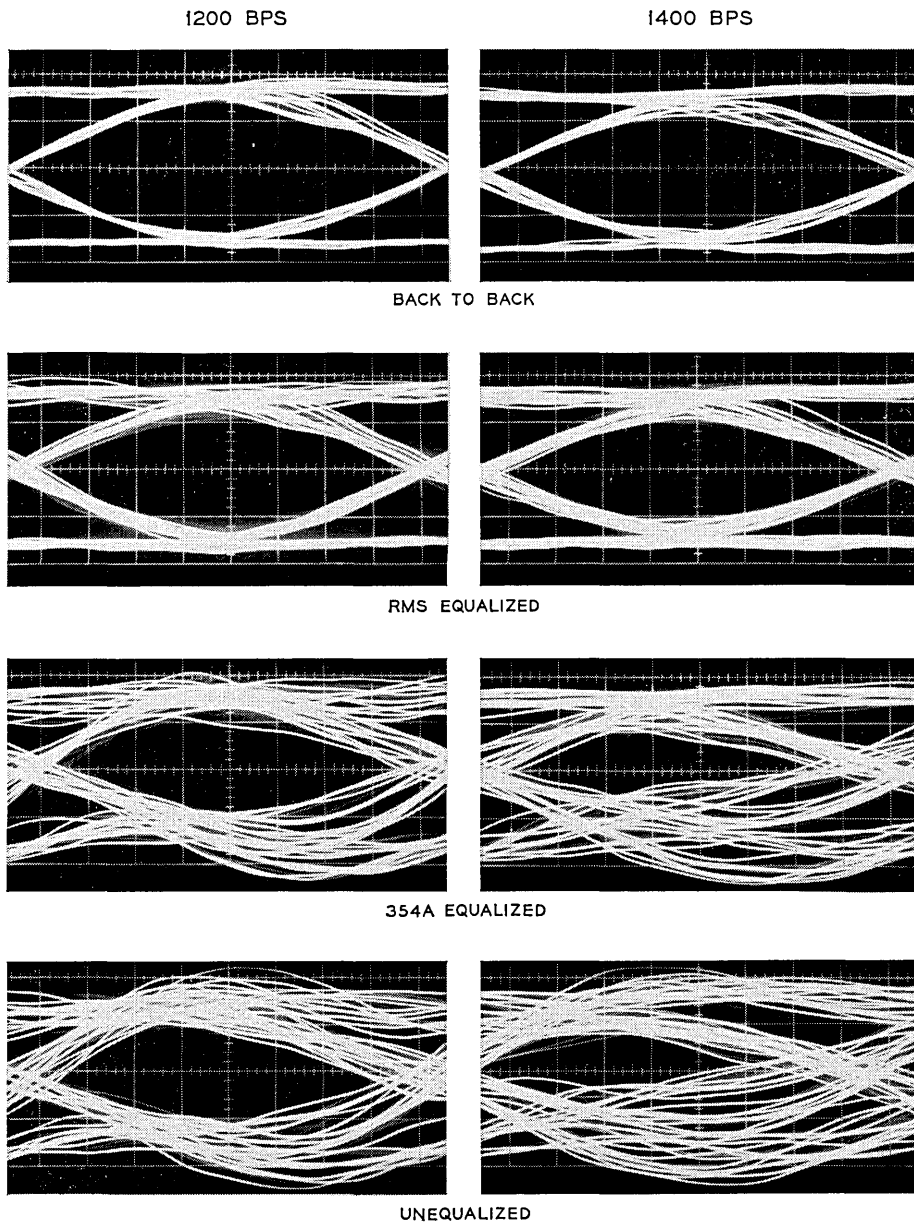 1200 BPS
1400 BPS
BACK TO BACK
RMS EQUALIZED
354A EQUALIZED
UNEQUALIZED